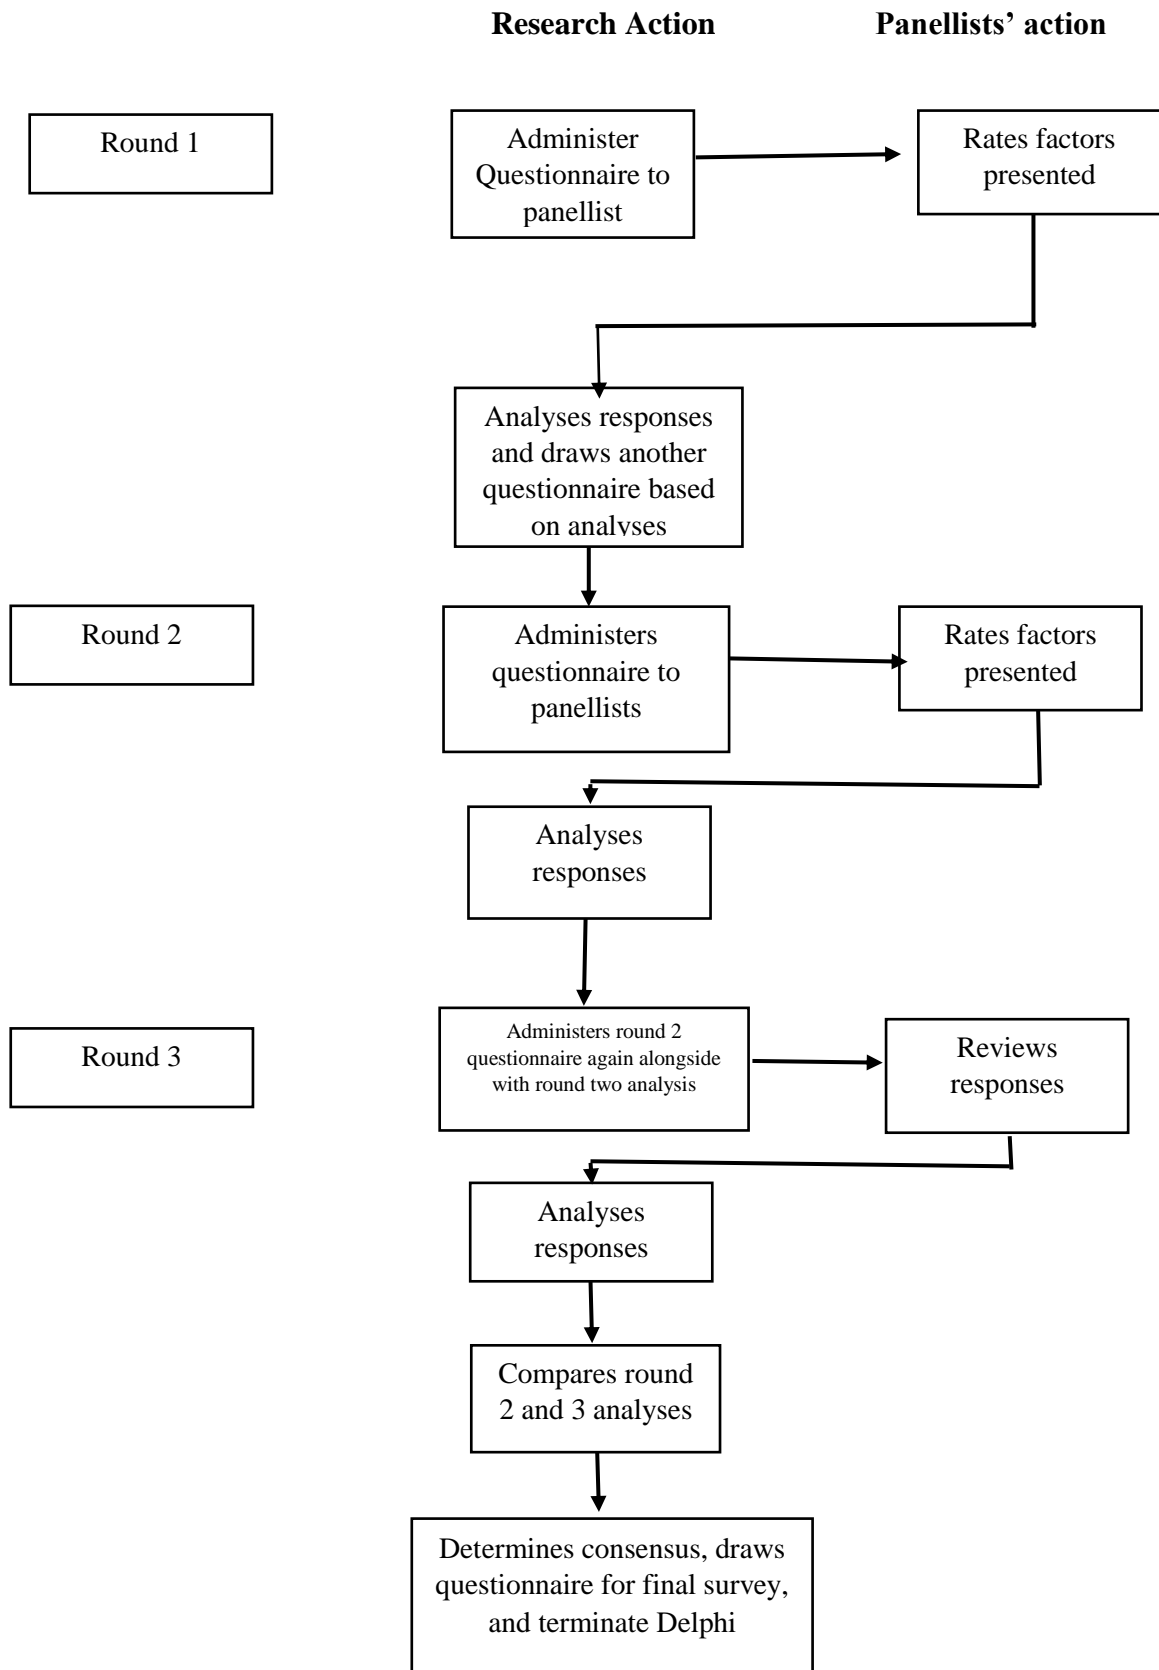 Research Action
Panellists’ action
Round 1
Administer
Questionnaire to
panellist
Rates factors
presented
Analyses responses
and draws another
questionnaire based
on analyses
Round 2
Administers
questionnaire to
panellists
Rates factors
presented
Analyses
responses
Round 3
Administers round 2
questionnaire again alongside
with round two analysis
Reviews
responses
Analyses
responses
Compares round
2 and 3 analyses
Determines consensus, draws
questionnaire for final survey,
and terminate Delphi